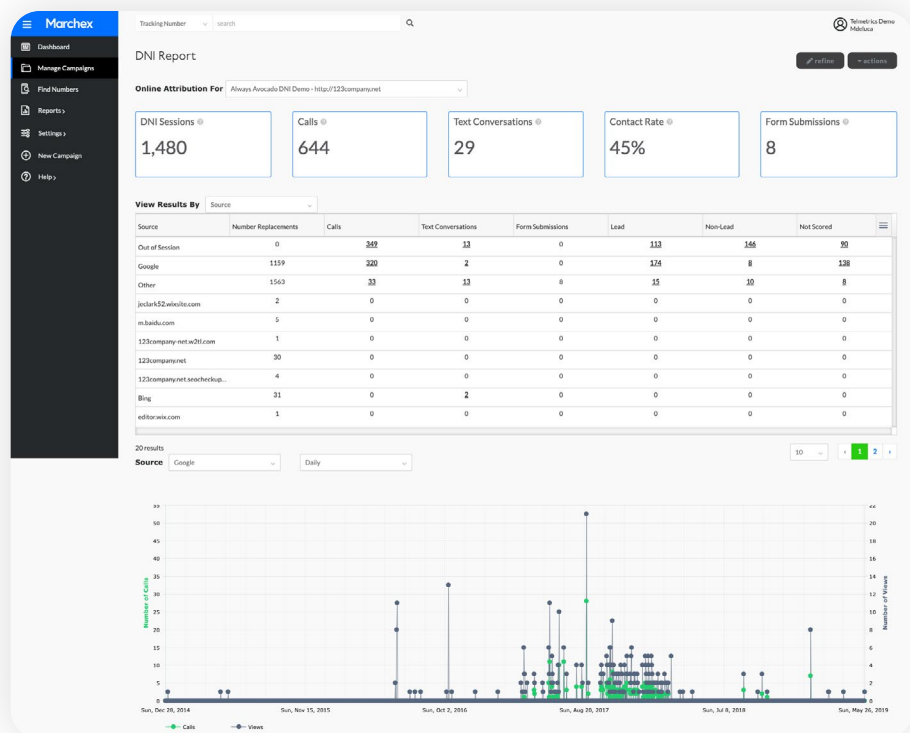 Marchex
Tracking Number search
Telmetrics Demo
Mdeluca
Dashboard
Manage Campaigns
Find Numbers
Reports ›
Settings ›
New Campaign
Help ›
DNI Report
refine
actions
Online Attribution For Always Avocado DNI Demo - http://123company.net
DNI Sessions Calls Text Conversations Contact Rate Form Submissions
1,480 644 29 45% 8
View Results By Source
Source Number Replacements Calls Text Conversations Form Submissions Lead Non-Lead Not Scored
Out of Session 0 349 13 0 113 146 90
Google 1159 320 2 0 174 8 138
Other 1563 33 13 8 15 10 8
joclark52.wixsite.com 2 0 0 0 0 0 0
m.baidu.com 5 0 0 0 0 0 0
123company-net.w2tl.com 1 0 0 0 0 0 0
123company.net 30 0 0 0 0 0 0
123company.net.seocheckup... 4 0 0 0 0 0 0
Bing 31 0 2 0 0 0 0
editor.wix.com 1 0 0 0 0 0 0
20 results
10 ‹ 1 2 ›
Source Google Daily
Number of Calls
55
50
45
40
35
30
25
20
15
10
5
0
Number of Views
22
20
18
16
14
12
10
8
6
4
2
0
Sun, Dec 28, 2014 Sun, Nov 15, 2015 Sun, Oct 2, 2016 Sun, Aug 20, 2017 Sun, Jul 8, 2018 Sun, May 26, 2019
Calls Views